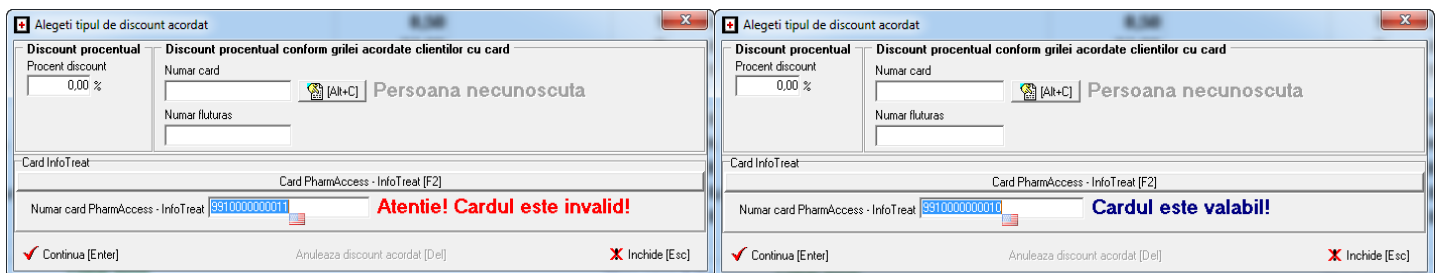 Alegeti tipul de discount acordat
Discount procentual
Procent discount
0,00 %
Discount procentual conform grilei acordate clientilor cu card
Numar card
[Alt+C] Persoana necunoscuta
Numar fluturas
Card InfoTreat
Card PharmAccess - InfoTreat [F2]
Numar card PharmAccess - InfoTreat 9910000000011 Atentie! Cardul este invalid!
Continua [Enter] Anuleaza discount acordat [Del] Inchide [Esc]
Alegeti tipul de discount acordat
Discount procentual
Procent discount
0,00 %
Discount procentual conform grilei acordate clientilor cu card
Numar card
[Alt+C] Persoana necunoscuta
Numar fluturas
Card InfoTreat
Card PharmAccess - InfoTreat [F2]
Numar card PharmAccess - InfoTreat 9910000000010 Cardul este valabil!
Continua [Enter] Anuleaza discount acordat [Del] Inchide [Esc]